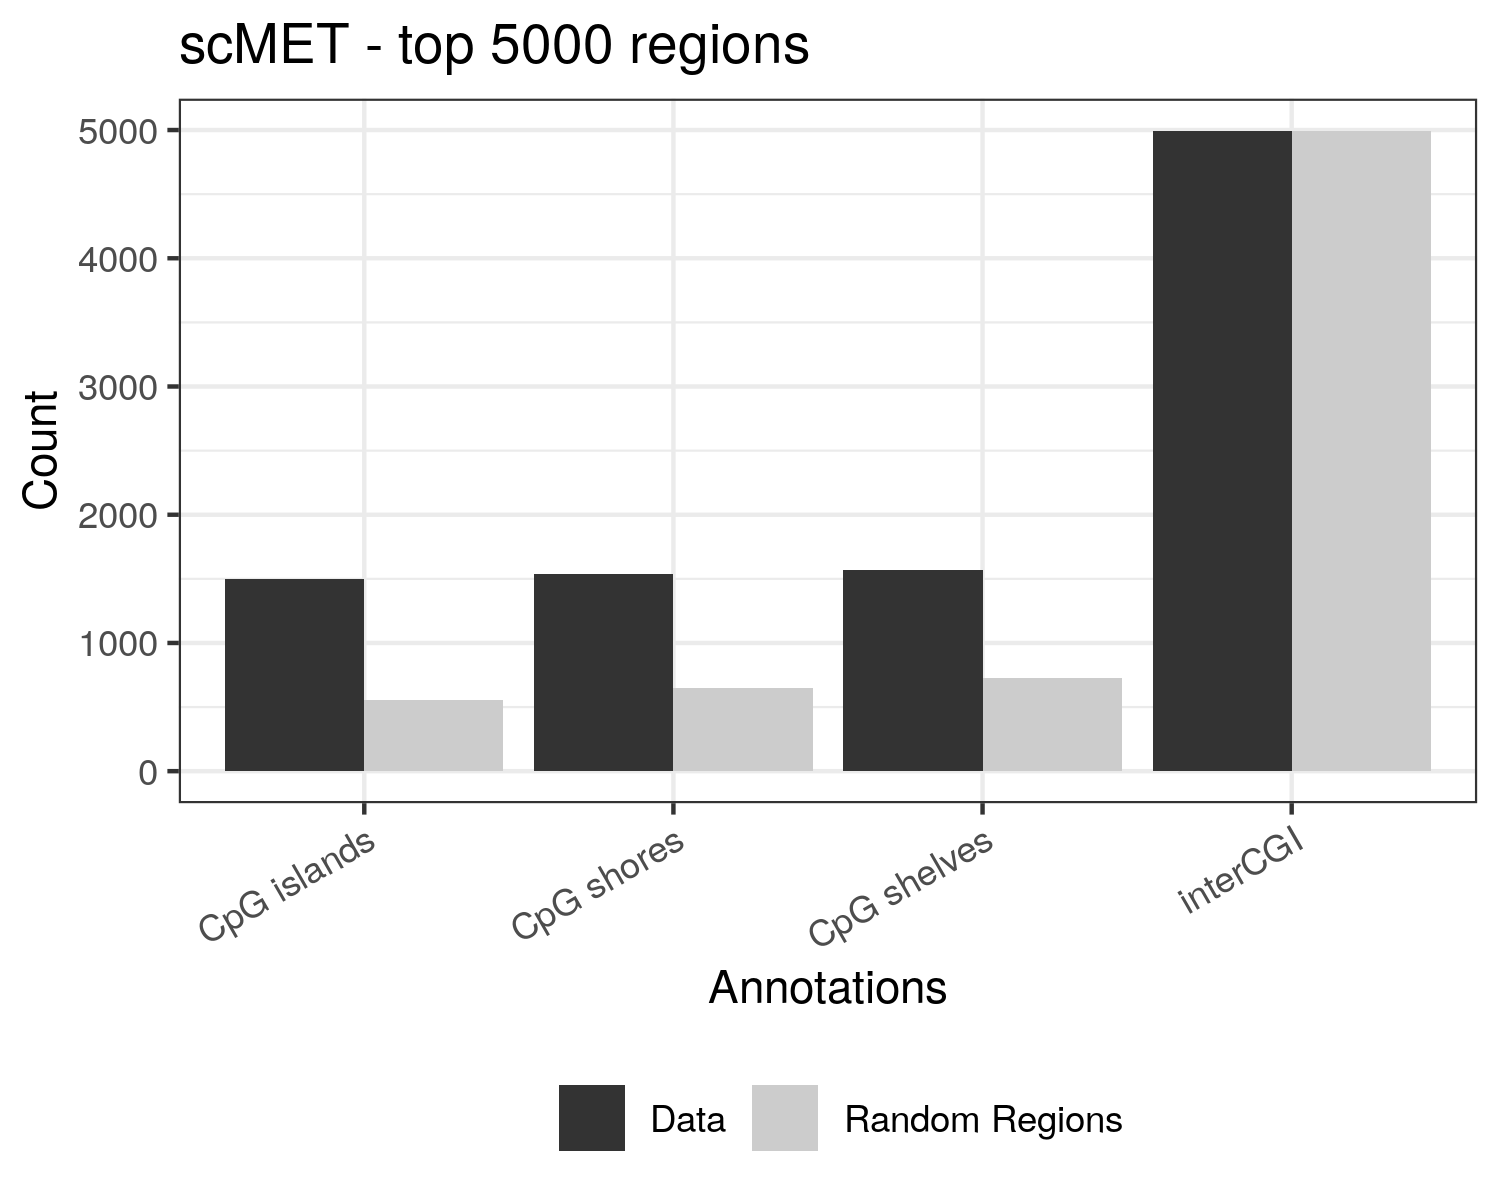 scMET - top 5000 regions
5000
4000
3000
2000
1000
0
Count
CpG islands
CpG shores
CpG shelves
interCGI
Annotations
Data
Random Regions